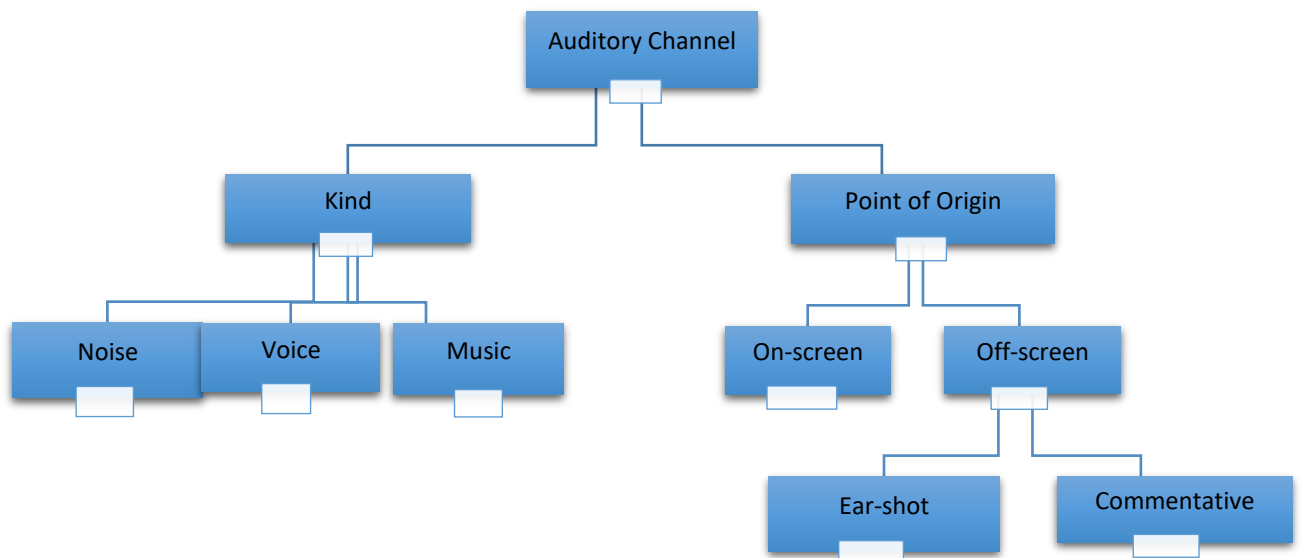 Auditory Channel
Kind
Point of Origin
Noise
Voice
Music
On-screen
Off-screen
Ear-shot
Commentative